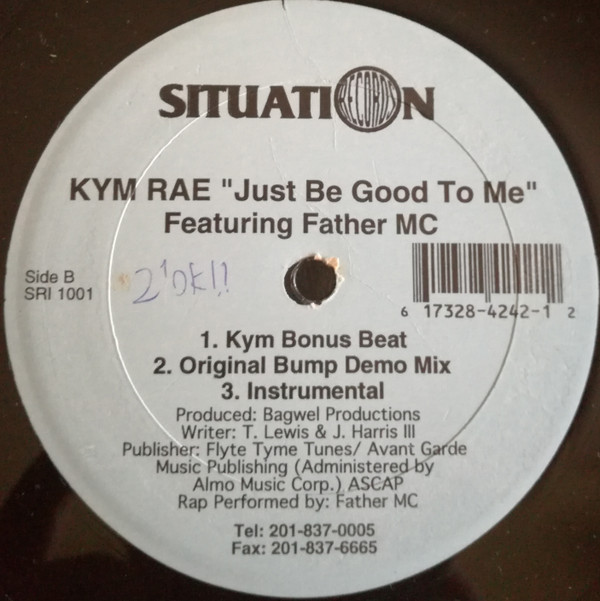 SITUATION
RECORDS
KYM RAE "Just Be Good To Me"
Featuring Father MC
Side B
SRI 1001
2'OK!!
6 17328-4242-1 2
1. Kym Bonus Beat
2. Original Bump Demo Mix
3. Instrumental
Produced: Bagwel Productions
Writer: T. Lewis & J. Harris III
Publisher: Flyte Tyme Tunes/ Avant Garde
Music Publishing (Administered by
Almo Music Corp.) ASCAP
Rap Performed by: Father MC
Tel: 201-837-0005
Fax: 201-837-6665